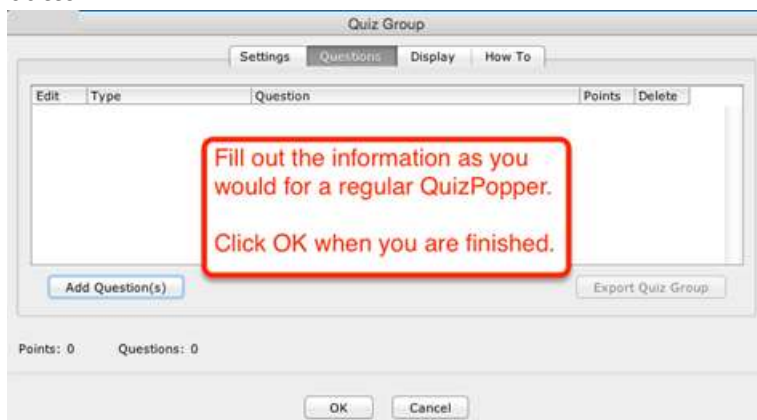 Quiz Group
Settings Questions Display How To
Edit Type Question Points Delete
Fill out the information as you
would for a regular QuizPopper.
Click OK when you are finished.
Add Question(s) Export Quiz Group
Points: 0 Questions: 0
OK Cancel